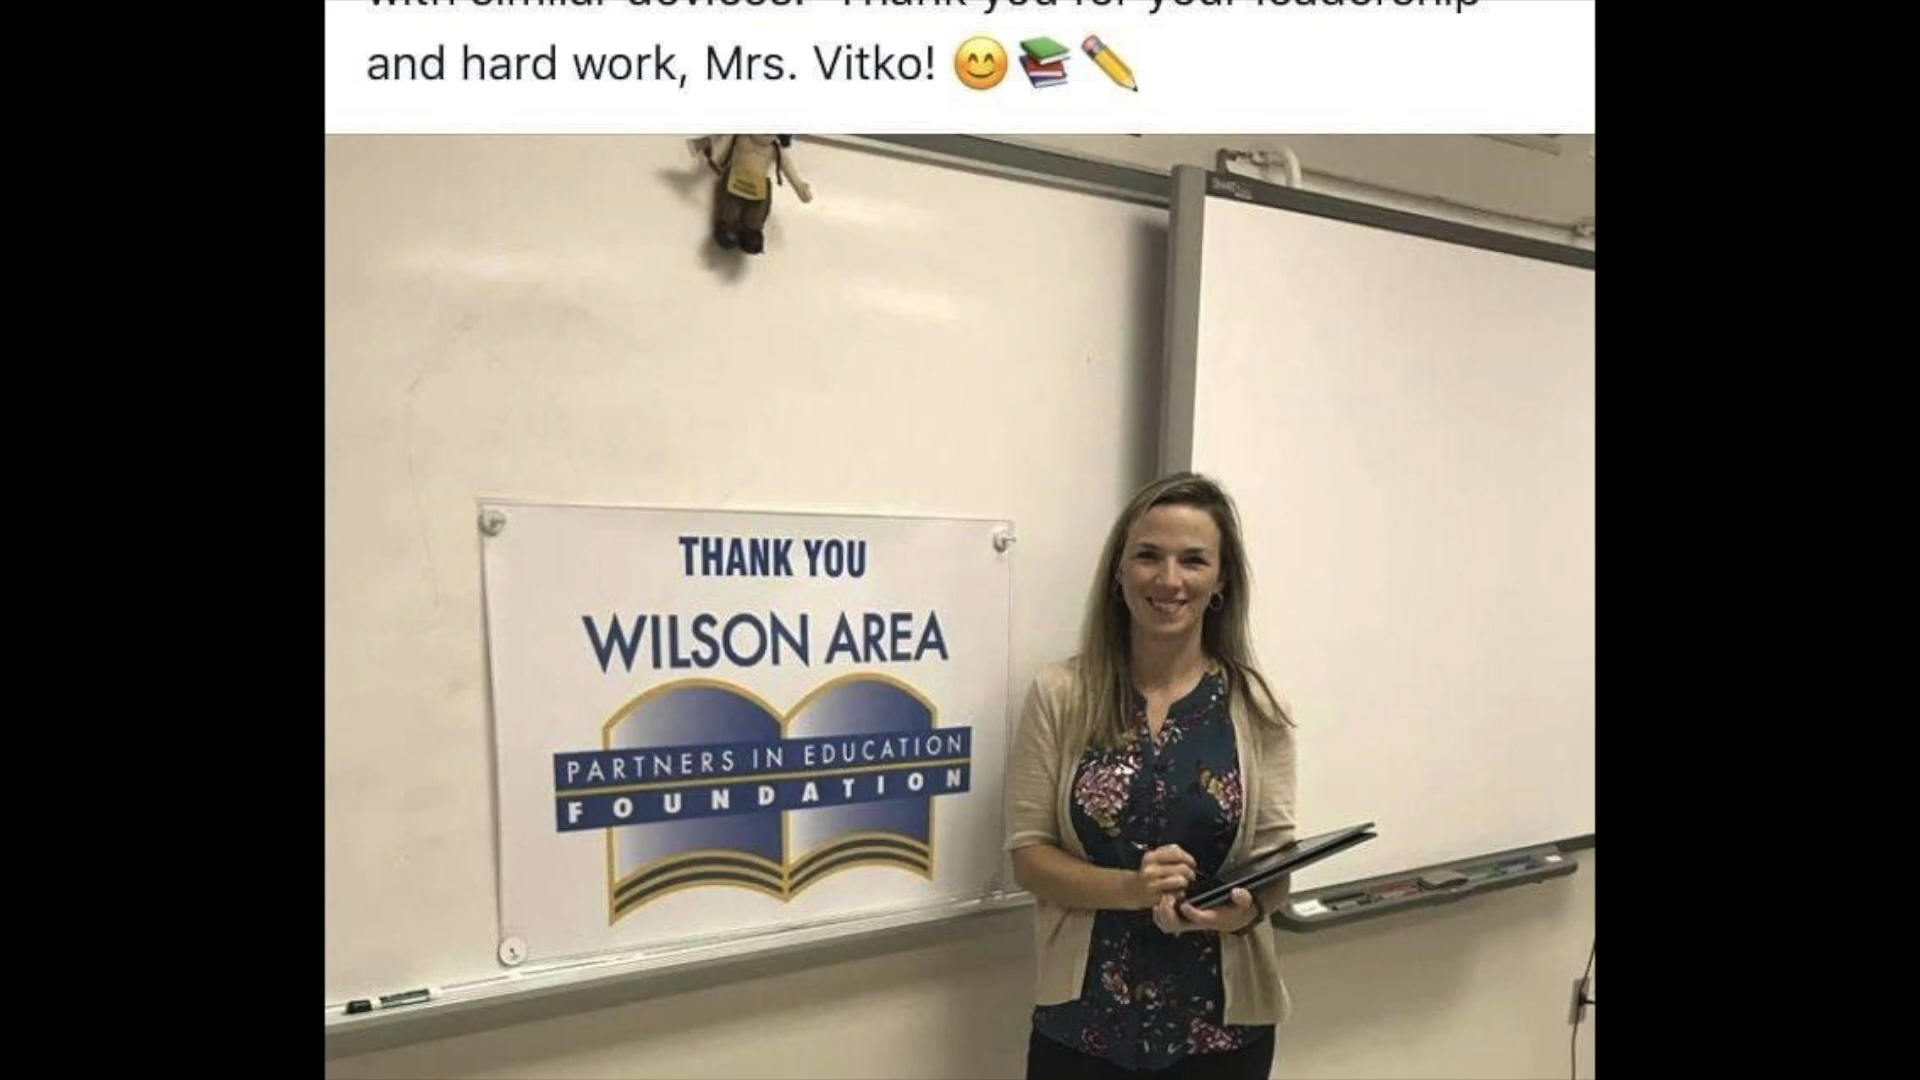 and hard work, Mrs. Vitko! 😊📚✏️
THANK YOU
WILSON AREA
PARTNERS IN EDUCATION
FOUNDATION